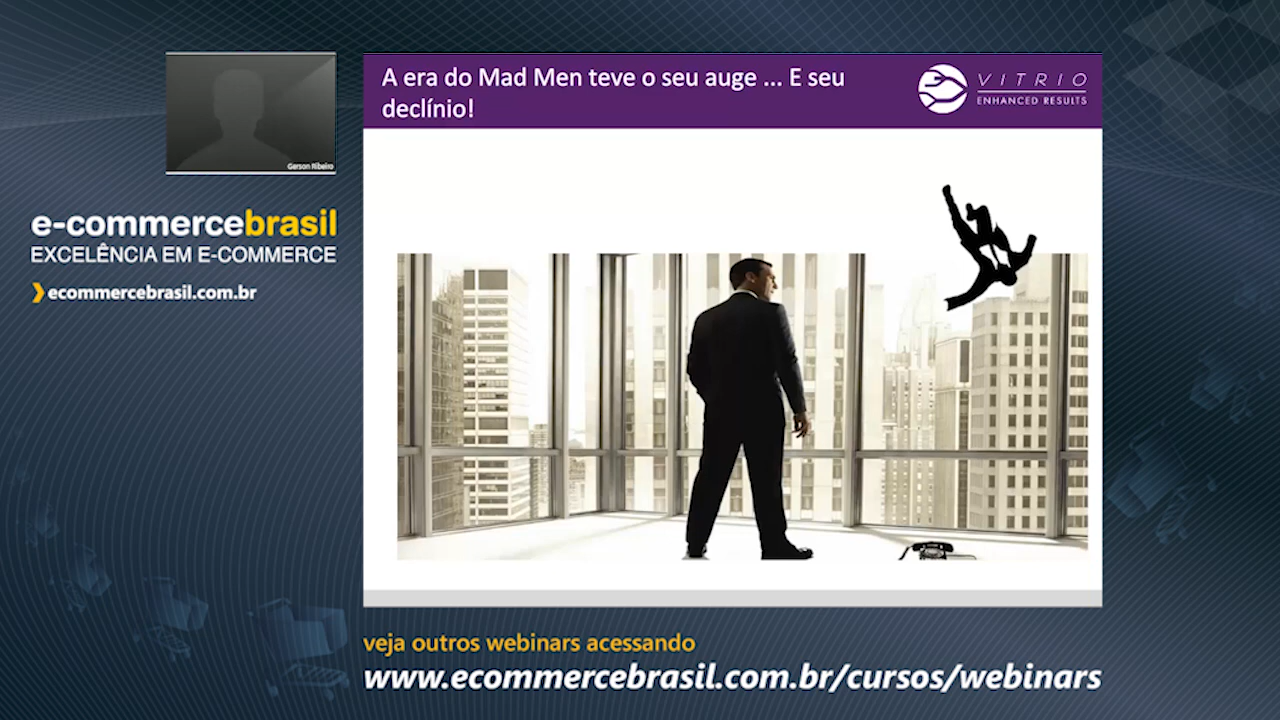 A era do Mad Men teve o seu auge ... E seu
declínio!
VITRIO
ENHANCED RESULTS
Gerson Ribeiro
e-commercebrasil
EXCELÊNCIA EM E-COMMERCE
ecommercebrasil.com.br
veja outros webinars acessando
www.ecommercebrasil.com.br/cursos/webinars